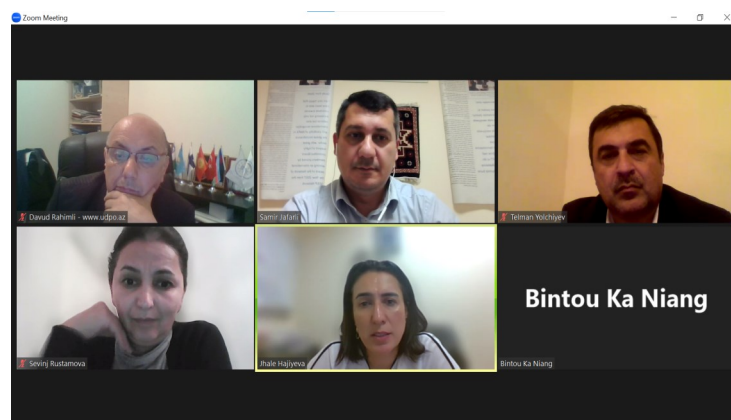 Zoom Meeting
Davud Rahimli - www.udpo.az
Samir Jafarli
Telman Yolchiyev
Sevinj Rustamova
Jhale Hajiyeva
Bintou Ka Niang
Bintou Ka Niang